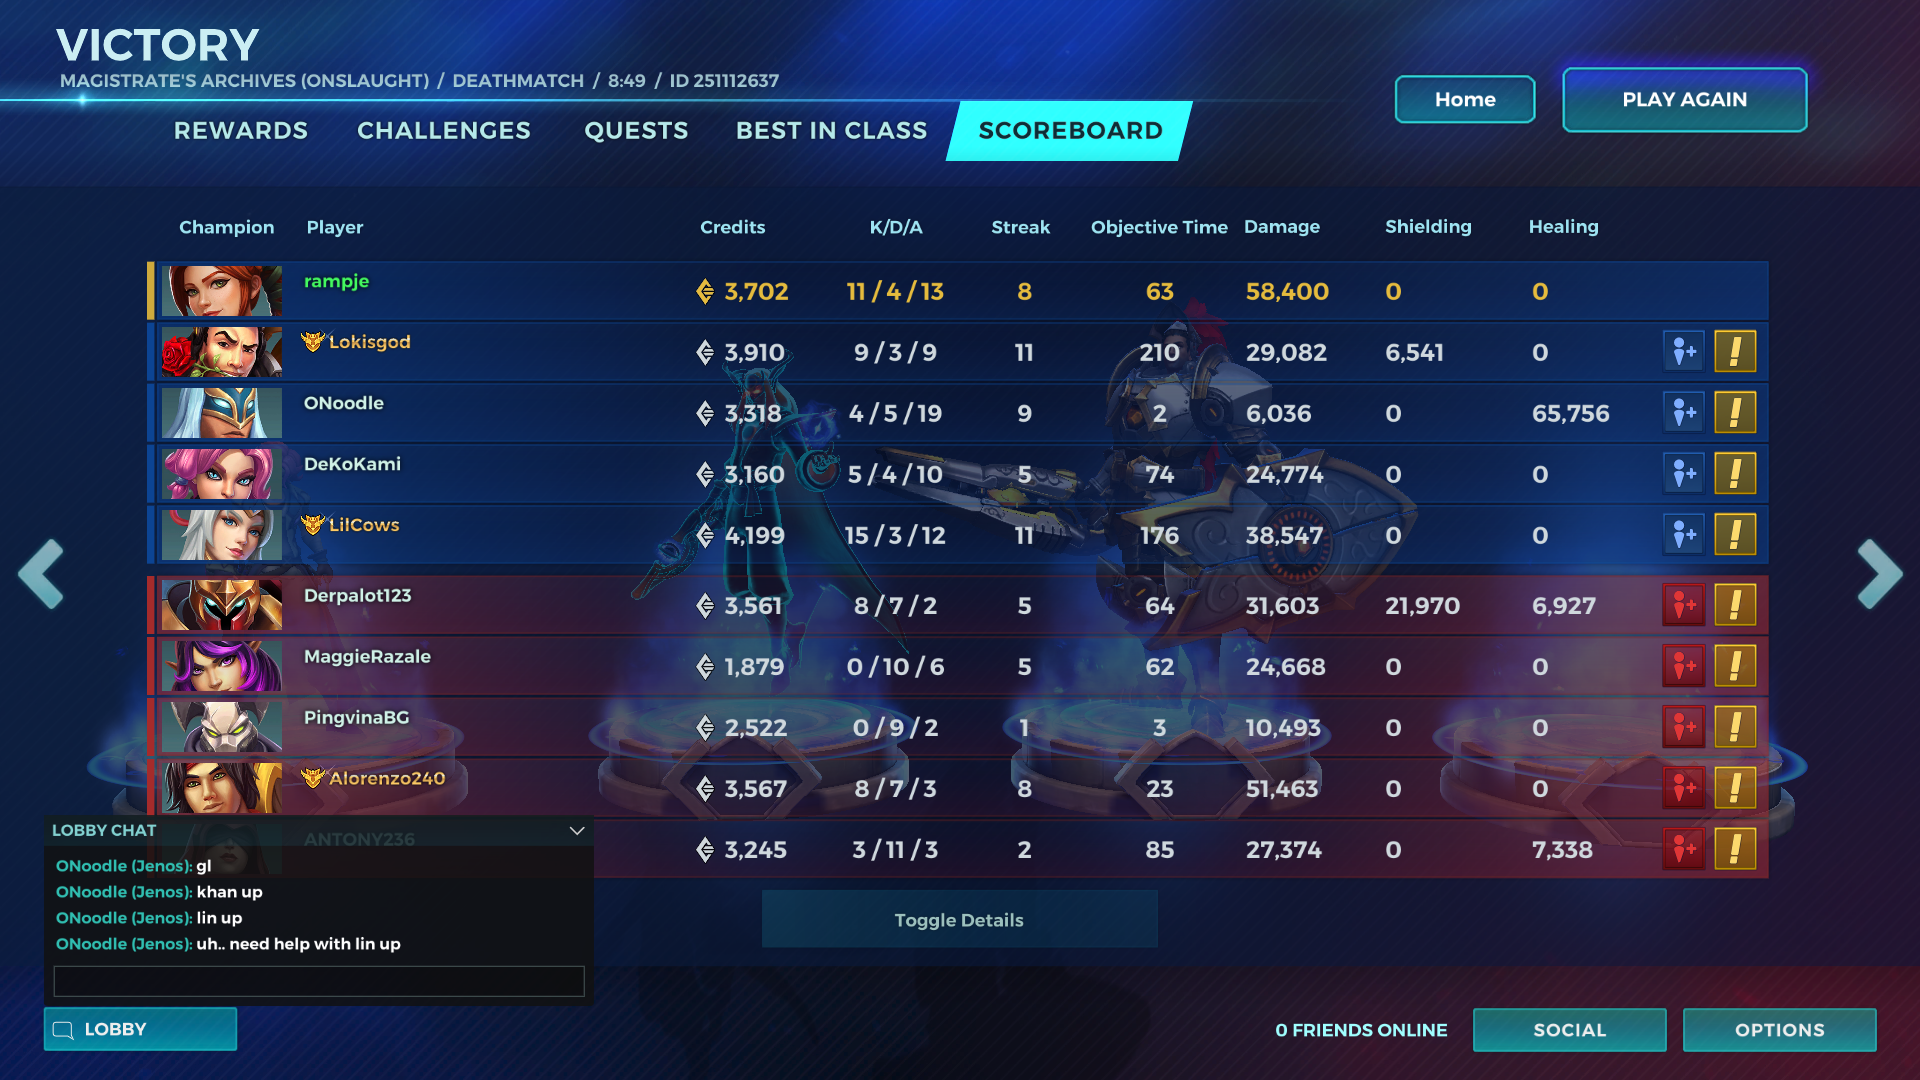 VICTORY
MAGISTRATE'S ARCHIVES (ONSLAUGHT) / DEATHMATCH / 8:49 / ID 251112637
Home
PLAY AGAIN
REWARDS CHALLENGES QUESTS BEST IN CLASS SCOREBOARD
Champion Player Credits K/D/A Streak Objective Time Damage Shielding Healing
rampje 3,702 11 / 4 / 13 8 63 58,400 0 0
Lokisgod 3,910 9 / 3 / 9 11 210 29,082 6,541 0
ONoodle 3,318 4 / 5 / 19 9 2 6,036 0 65,756
DeKoKami 3,160 5 / 4 / 10 5 74 24,774 0 0
LilCows 4,199 15 / 3 / 12 11 176 38,547 0 0
Derpalot123 3,561 8 / 7 / 2 5 64 31,603 21,970 6,927
MaggieRazale 1,879 0 / 10 / 6 5 62 24,668 0 0
PingvinaBG 2,522 0 / 9 / 2 1 3 10,493 0 0
Alorenzo240 3,567 8 / 7 / 3 8 23 51,463 0 0
ANTONY236 3,245 3 / 11 / 3 2 85 27,374 0 7,338
LOBBY CHAT
ONoodle (Jenos): gl
ONoodle (Jenos): khan up
ONoodle (Jenos): lin up
ONoodle (Jenos): uh.. need help with lin up
Toggle Details
LOBBY
0 FRIENDS ONLINE
SOCIAL
OPTIONS